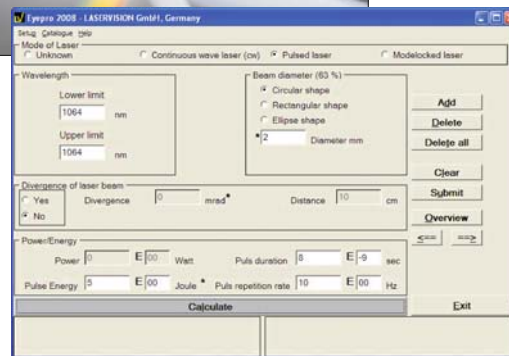 Eyepro 2008 - LASERVISION GmbH, Germany
Setup Catalogue Help
Mode of Laser
Unknown Continuous wave laser (cw) Pulsed laser Modelocked laser
Wavelength
Lower limit
1064 nm
Upper limit
1064 nm
Beam diameter (63 %)
Circular shape
Rectangular shape
Ellipse shape
*2 Diameter mm
Add
Delete
Delete all
Clear
Submit
Overview
<== ==>
Divergence of laser beam
Yes Divergence 0 mrad* Distance 10 cm
No
Power/Energy
Power 0 E 00 Watt Puls duration 8 E -9 sec
Pulse Energy 5 E 00 Joule * Puls repetition rate 10 E 00 Hz
Calculate
Exit